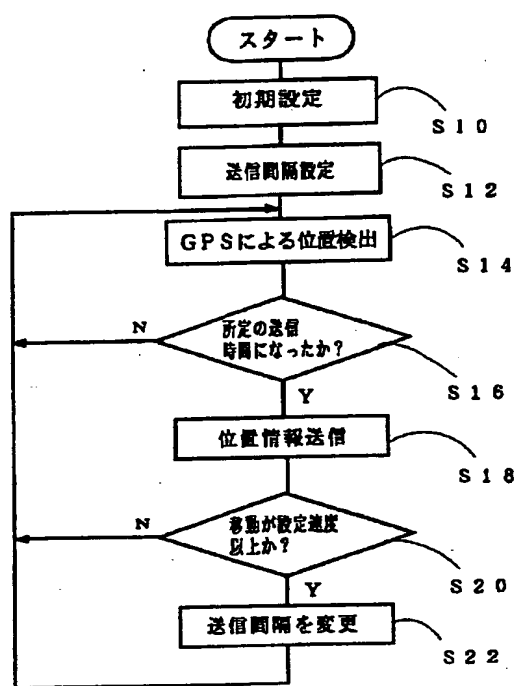 スタート
初期設定
S10
送信間隔設定
S12
GPSによる位置検出
S14
所定の送信
時間になったか?
N
S16
Y
位置情報送信
S18
移動が設定速度
以上か?
N
S20
Y
送信間隔を変更
S22